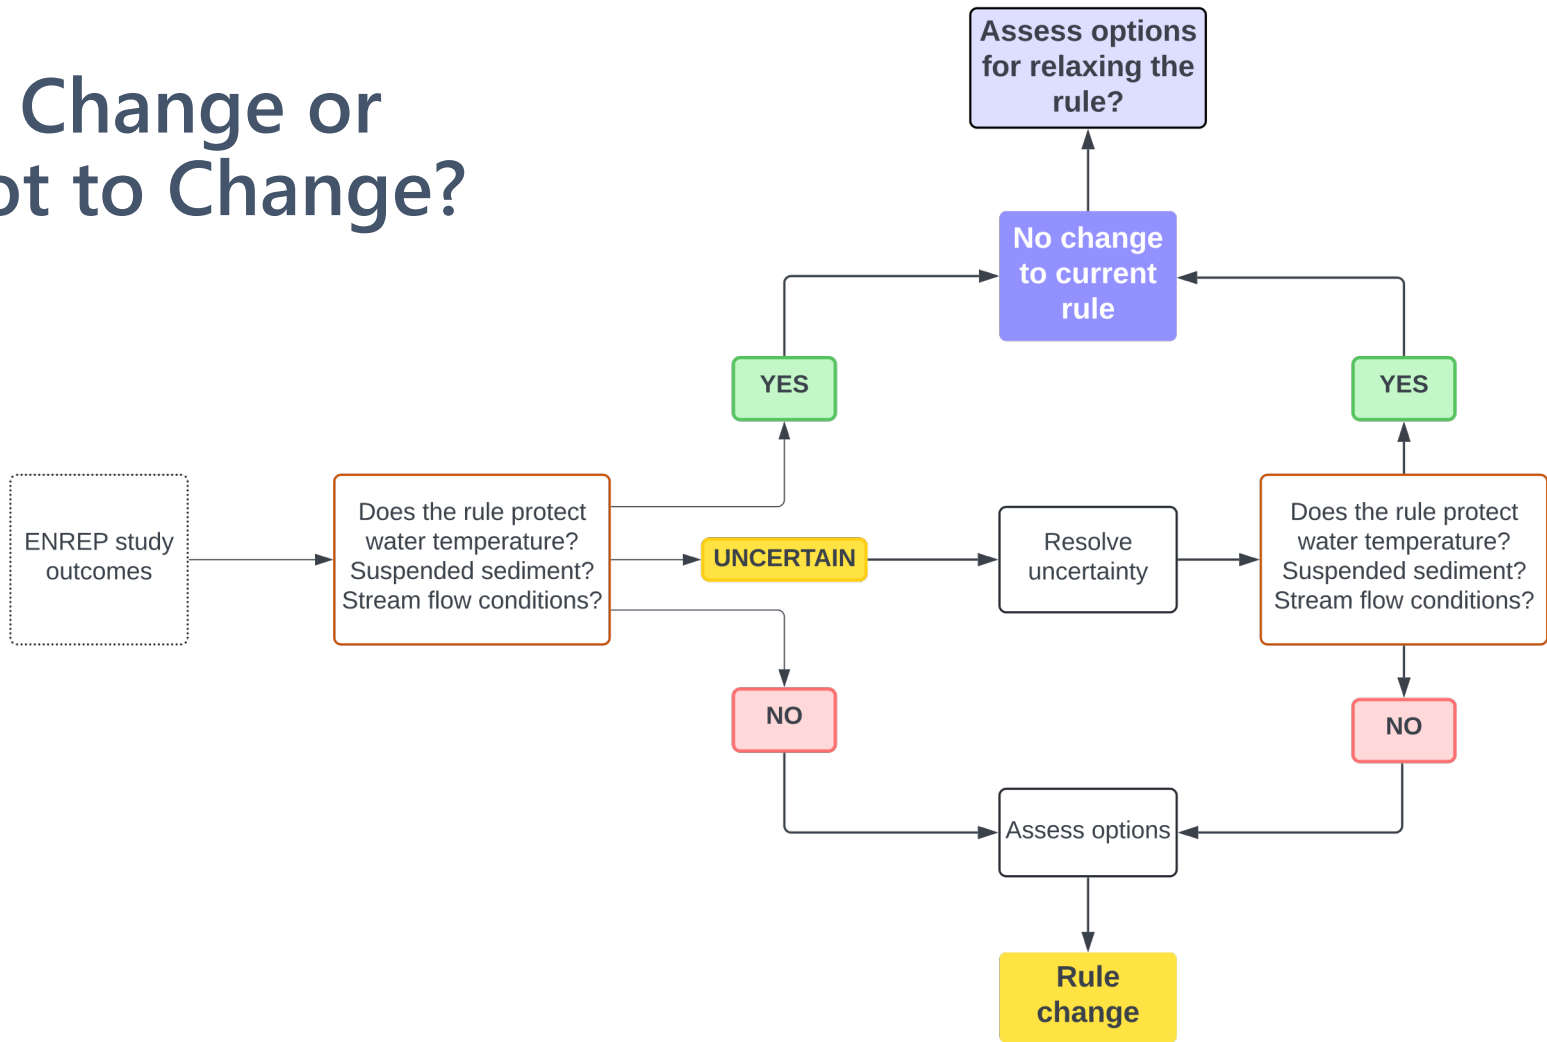 Change or
ot to Change?
Assess options
for relaxing the
rule?
No change
to current
rule
YES
YES
ENREP study
outcomes
Does the rule protect
water temperature?
Suspended sediment?
Stream flow conditions?
UNCERTAIN
Resolve
uncertainty
Does the rule protect
water temperature?
Suspended sediment?
Stream flow conditions?
NO
NO
Assess options
Rule
change